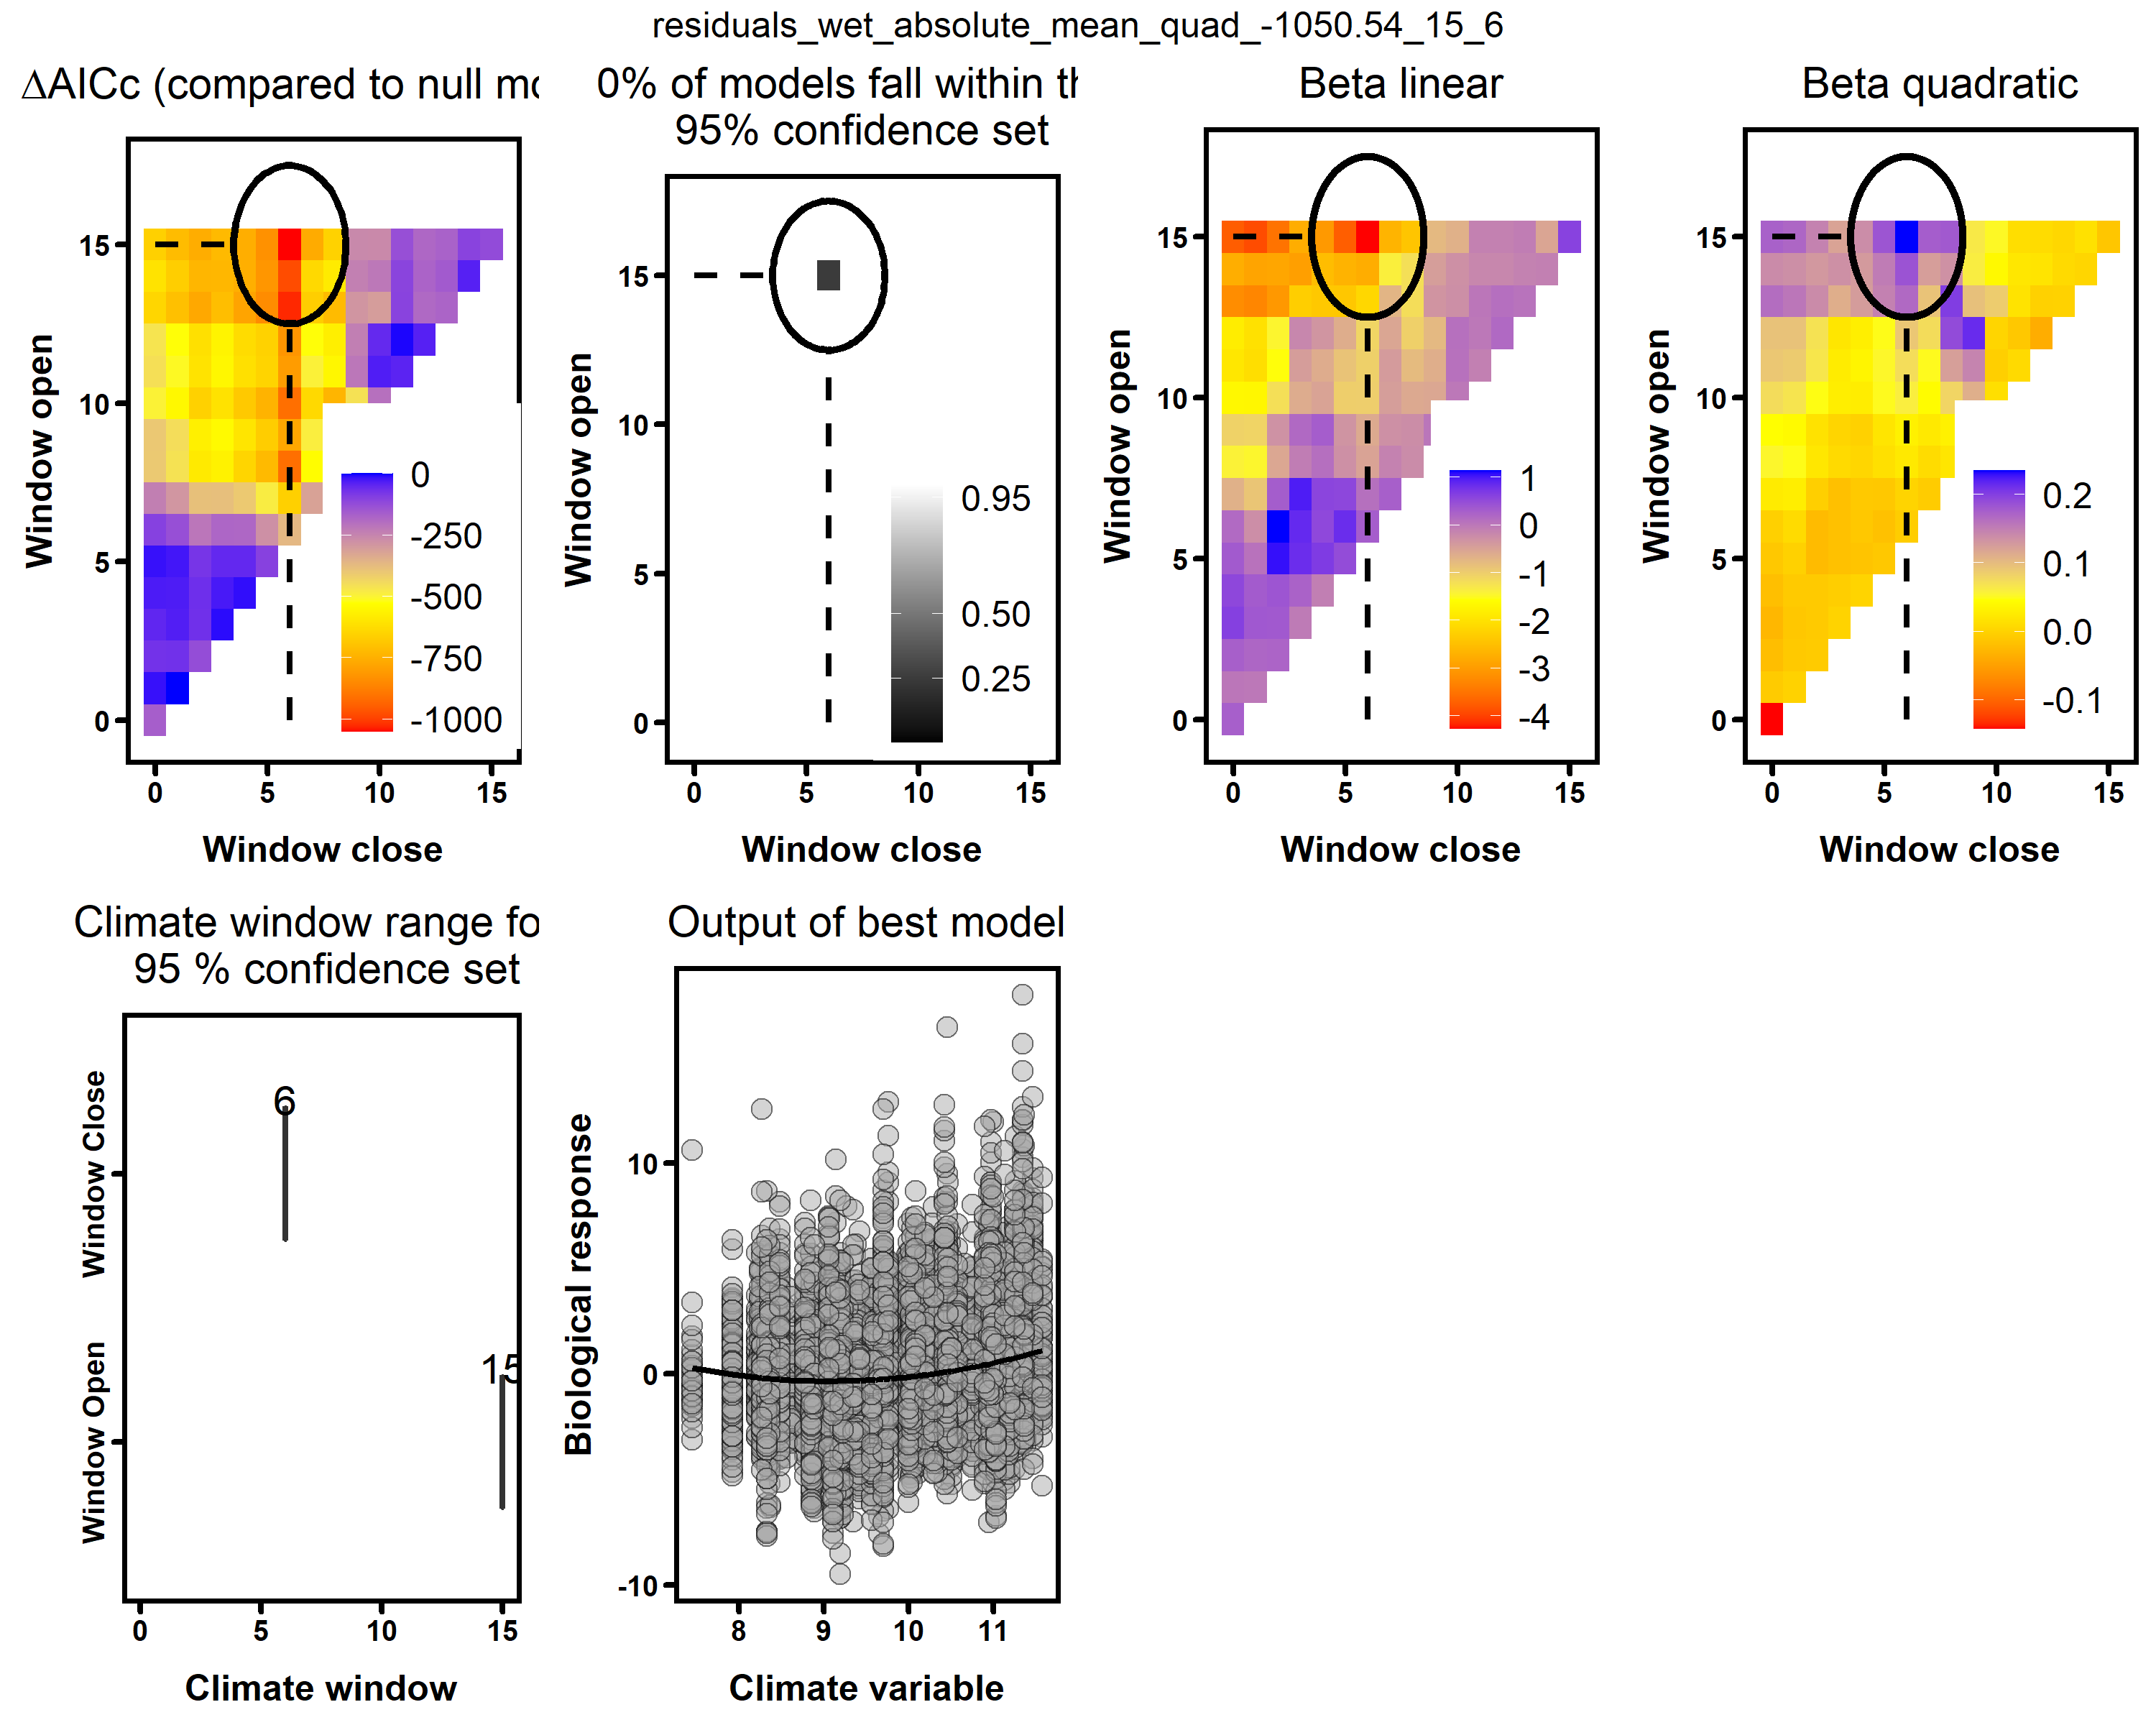 residuals_wet_absolute_mean_quad_-1050.54_15_6
ΔAICc (compared to null mo
Window open
15
10
5
0
0
-250
-500
-750
-1000
0 5 10 15
Window close
0% of models fall within th
95% confidence set
Window open
15
10
5
0
0.95
0.50
0.25
0 5 10 15
Window close
Beta linear
Window open
15
10
5
0
1
0
-1
-2
-3
-4
0 5 10 15
Window close
Beta quadratic
Window open
15
10
5
0
0.2
0.1
0.0
-0.1
0 5 10 15
Window close
Climate window range fo
95 % confidence set
Window Close
Window Open
6
15
0 5 10 15
Climate window
Output of best model
Biological response
10
0
-10
8 9 10 11
Climate variable